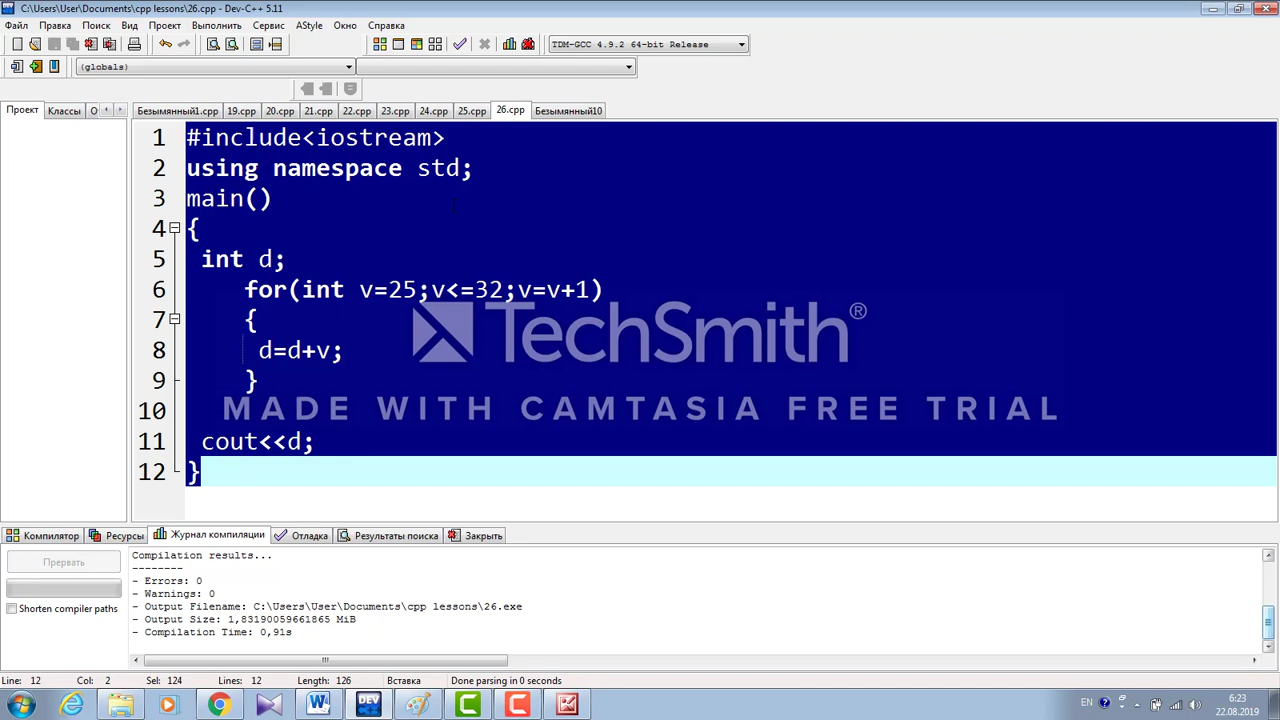 C:\Users\User\Documents\cpp lessons\26.cpp - Dev-C++ 5.11
Файл Правка Поиск Вид Проект Выполнить Сервис AStyle Окно Справка
TDM-GCC 4.9.2 64-bit Release
(globals)
Проект Классы О
Безымянный1.cpp 19.cpp 20.cpp 21.cpp 22.cpp 23.cpp 24.cpp 25.cpp 26.cpp Безымянный10
1 #include<iostream>
2 using namespace std;
3 main()
4 {
5 int d;
6 for(int v=25;v<=32;v=v+1)
7 {
8 d=d+v;
9 }
10
11 cout<<d;
12 }
TechSmith®
MADE WITH CAMTASIA FREE TRIAL
Компилятор Ресурсы Журнал компиляции Отладка Результаты поиска Закрыть
Прервать
Shorten compiler paths
Compilation results...
--------
- Errors: 0
- Warnings: 0
- Output Filename: C:\Users\User\Documents\cpp lessons\26.exe
- Output Size: 1,83190059661865 MiB
- Compilation Time: 0,91s
Line: 12 Col: 2 Sel: 124 Lines: 12 Length: 126 Вставка Done parsing in 0 seconds
DEV
EN
6:23
22.08.2019